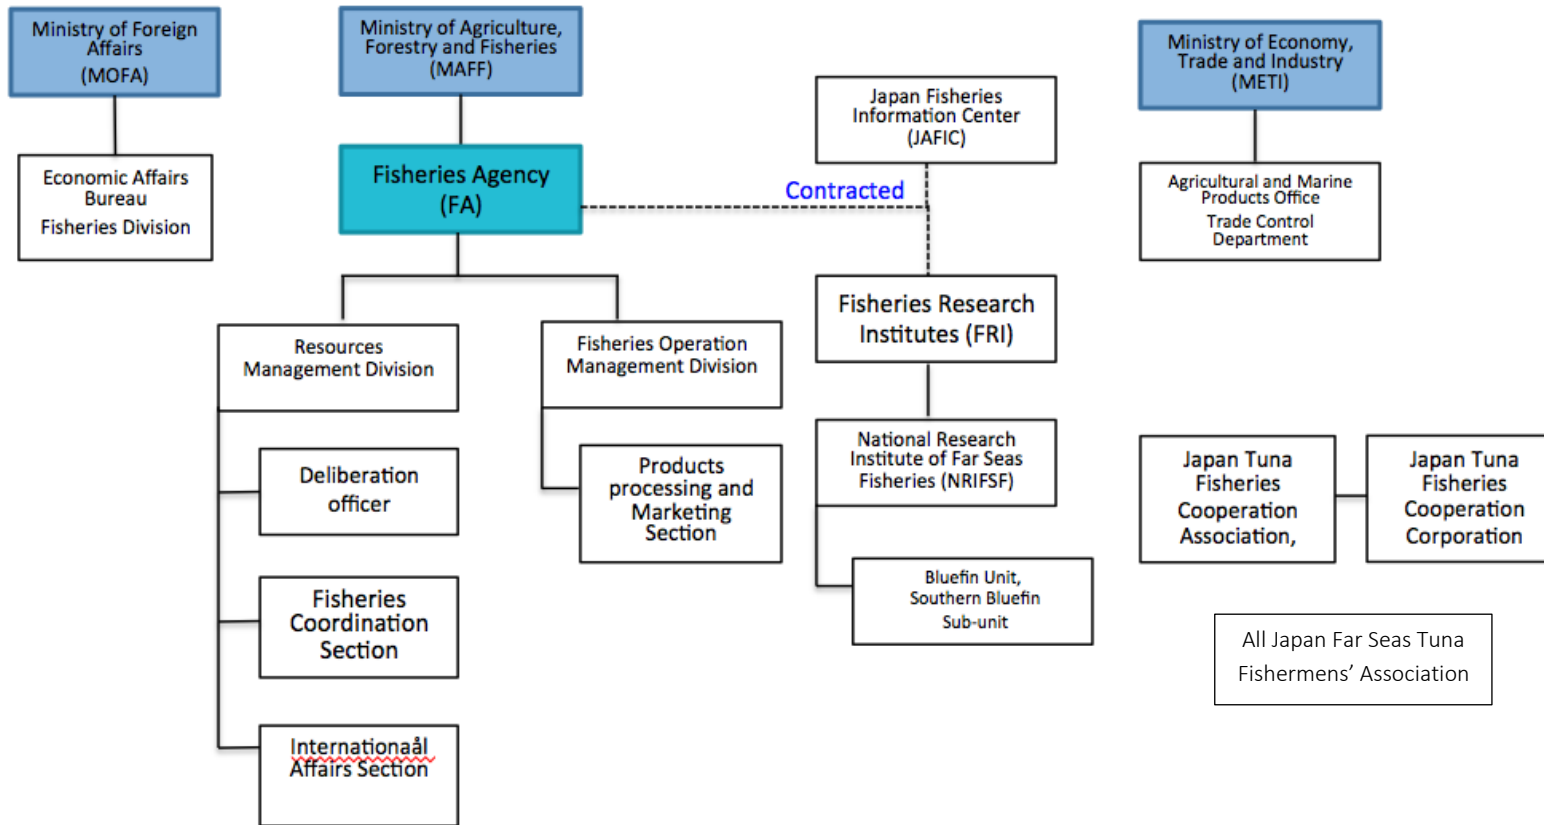 Ministry of Foreign
Affairs
(MOFA)
Ministry of Agriculture,
Forestry and Fisheries
(MAFF)
Ministry of Economy,
Trade and Industry
(METI)
Japan Fisheries
Information Center
(JAFIC)
Economic Affairs
Bureau
Fisheries Division
Fisheries Agency
(FA)
Contracted
Agricultural and Marine
Products Office
Trade Control
Department
Fisheries Research
Institutes (FRI)
Resources
Management Division
Fisheries Operation
Management Division
National Research
Institute of Far Seas
Fisheries (NRIFSF)
Deliberation
officer
Products
processing and
Marketing
Section
Japan Tuna
Fisheries
Cooperation
Association,
Japan Tuna
Fisheries
Cooperation
Corporation
Fisheries
Coordination
Section
Bluefin Unit,
Southern Bluefin
Sub-unit
All Japan Far Seas Tuna
Fishermens’ Association
Internationaål
Affairs Section